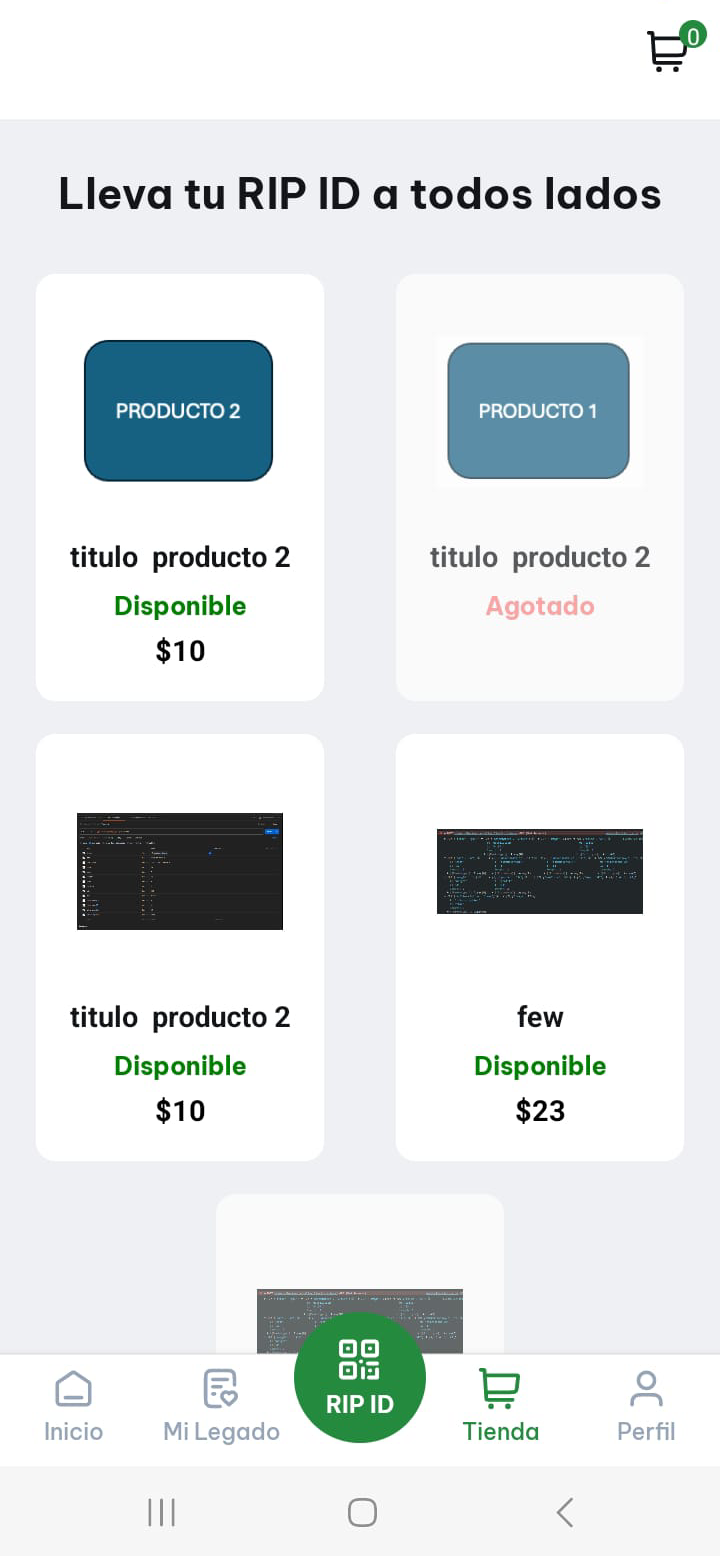 0
Lleva tu RIP ID a todos lados
PRODUCTO 2
titulo producto 2
Disponible
$10
PRODUCTO 1
titulo producto 2
Agotado
titulo producto 2
Disponible
$10
few
Disponible
$23
Inicio
Mi Legado
RIP ID
Tienda
Perfil